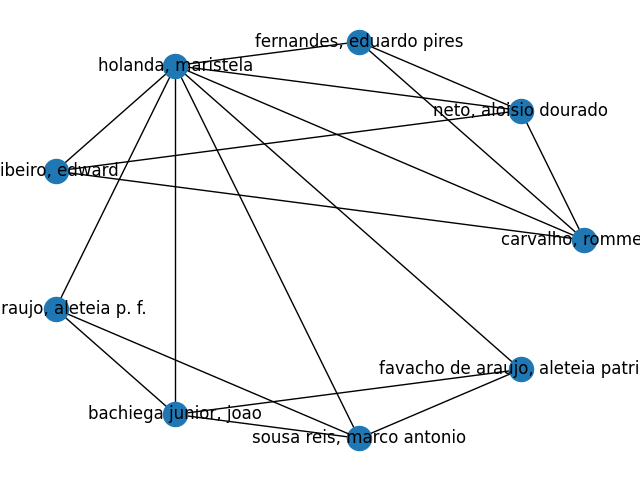 fernandes, eduardo pires
holanda, maristela
neto, aloisio dourado
ibeiro, edward
carvalho, romme
raujo, aleteia p. f.
favacho de araujo, aleteia patri
bachiega junior, joao
sousa reis, marco antonio